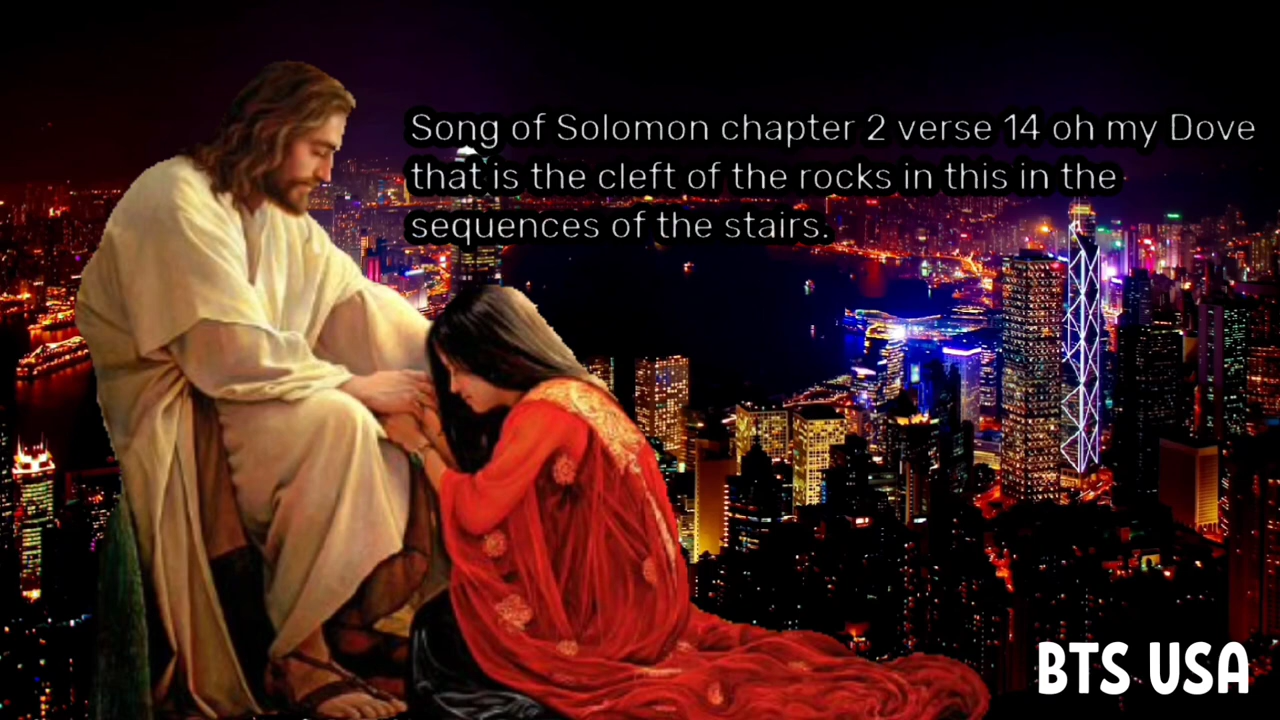 Song of Solomon chapter 2 verse 14 oh my Dove
that is the cleft of the rocks in this in the
sequences of the stairs.
BTS USA